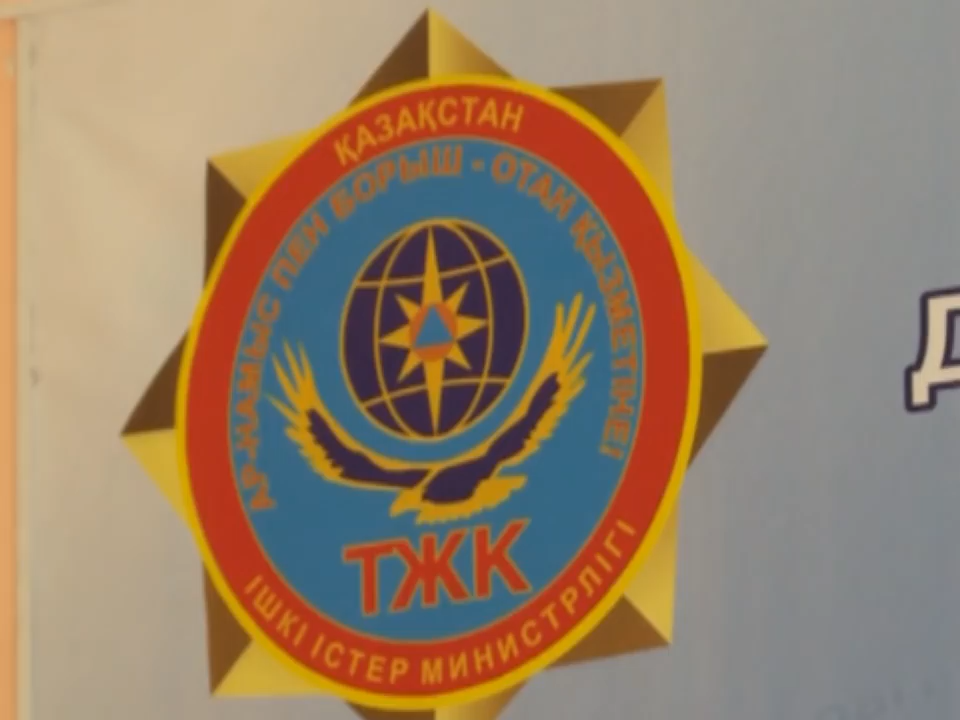 ҚАЗАҚСТАН
АР-НАМЫС ПЕН БОРЫШ - ОТАН ҚЫЗМЕТІНЕ!
ТЖК
ІШКІ ІСТЕР МИНИСТРЛІГІ
Д